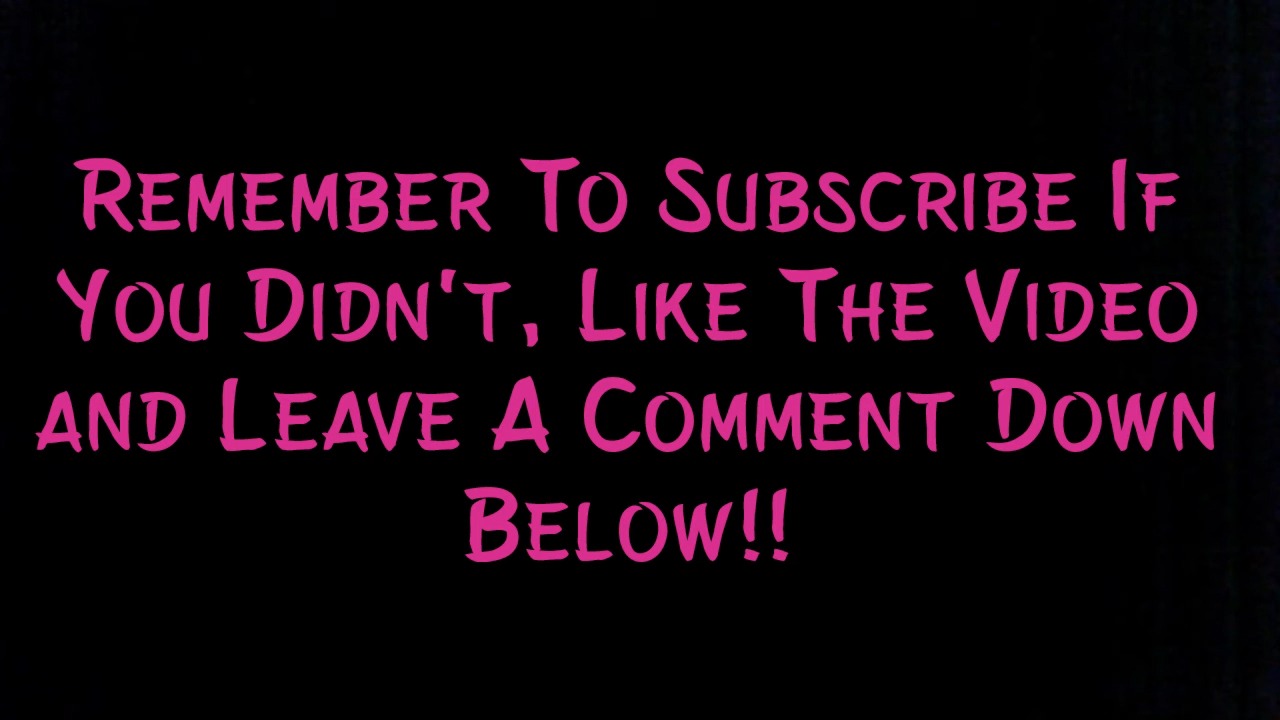 Remember To Subscribe If
You Didn't, Like The Video
and Leave A Comment Down
Below!!